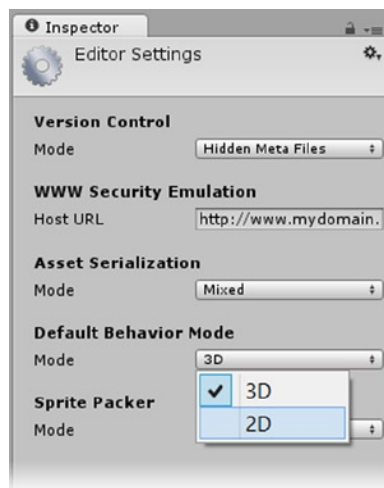 Inspector
Editor Settings
Version Control
Mode Hidden Meta Files
WWW Security Emulation
Host URL http://www.mydomain.
Asset Serialization
Mode Mixed
Default Behavior Mode
Mode 3D
3D
Sprite Packer
2D
Mode